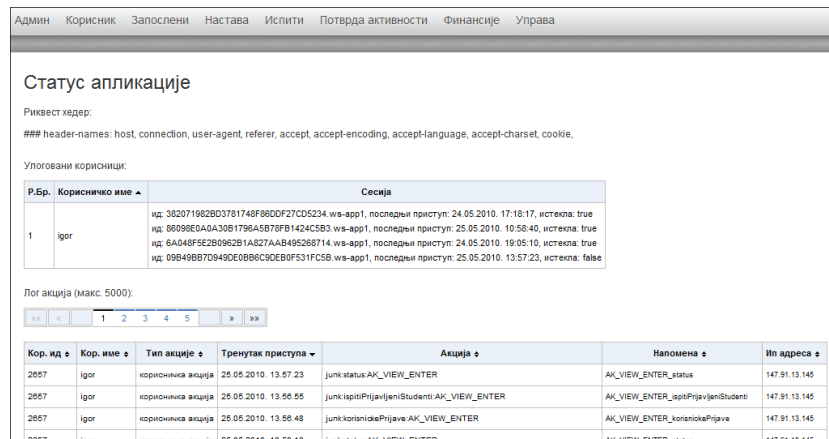 Админ Корисник Запослени Настава Испити Потврда активности Финансије Управа
Статус апликације
Риквест хедер:
### header-names: host, connection, user-agent, referer, accept, accept-encoding, accept-language, accept-charset, cookie,
Улоговани корисници:
Р.Бр. Корисничко име Сесија
ид: 382071982BD3781748F86DDF27CD5234.ws-app1, последњи приступ: 24.05.2010. 17:18:17, истекла: true
ид: 86098E0A0A30B1796A5B78FB1424C5B3.ws-app1, последњи приступ: 25.05.2010. 10:58:40, истекла: true
1 igor
ид: 6A048F5E2B0962B1A827AAB495268714.ws-app1, последњи приступ: 24.05.2010. 19:05:10, истекла: true
ид: 09B49BB7D949DE0BB6C9DEB0F531FC5B.ws-app1, последњи приступ: 25.05.2010. 13:57:23, истекла: false
Лог акција (макс. 5000):
«« « 1 2 3 4 5 » »»
Кор. ид Кор. име Тип акције Тренутак приступа Акција Напомена Ип адреса
2657 igor корисничка акција 25.05.2010. 13.57.23 junk:status:AK_VIEW_ENTER AK_VIEW_ENTER_status 147.91.13.145
2657 igor корисничка акција 25.05.2010. 13.56.55 junk:ispitiPrijavljeniStudenti:AK_VIEW_ENTER AK_VIEW_ENTER_ispitiPrijavljeniStudenti 147.91.13.145
2657 igor корисничка акција 25.05.2010. 13.56.48 junk:korisnickePrijave:AK_VIEW_ENTER AK_VIEW_ENTER_korisnickePrijave 147.91.13.145